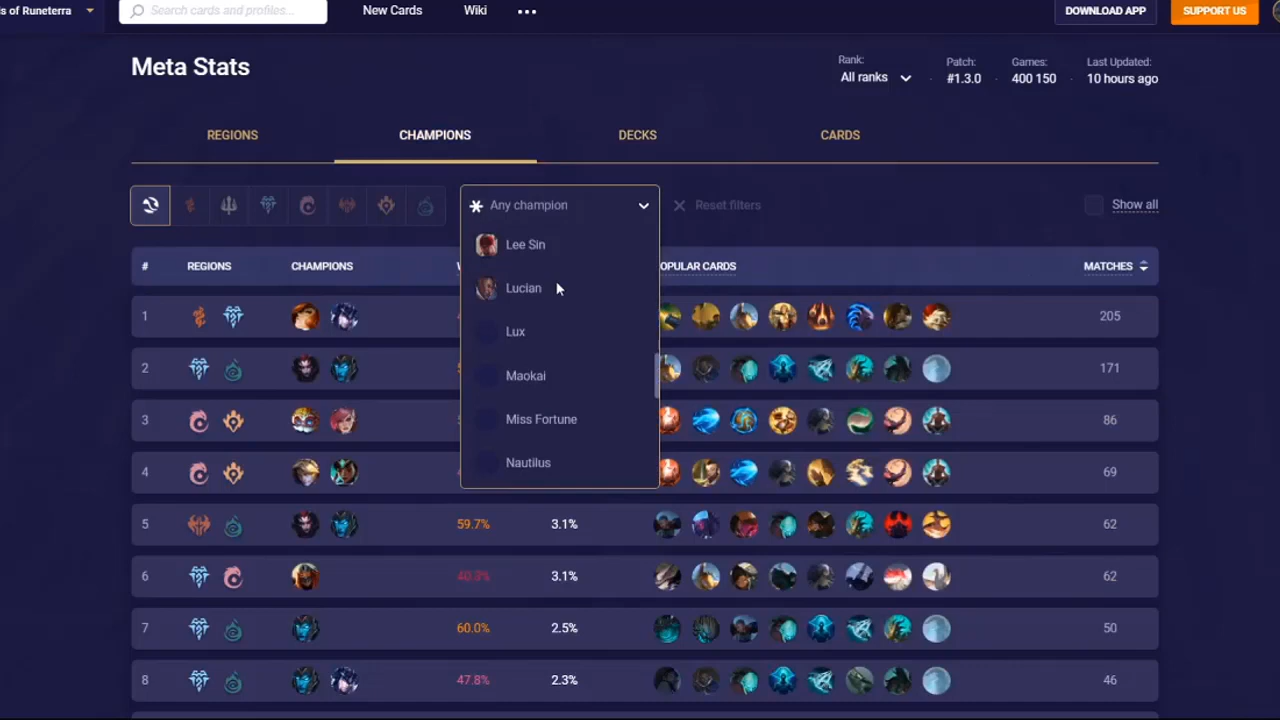 s of Runeterra Search cards and profiles... New Cards Wiki DOWNLOAD APP SUPPORT US
Meta Stats
Rank: Patch: Games: Last Updated:
All ranks #1.3.0 400 150 10 hours ago
REGIONS CHAMPIONS DECKS CARDS
Any champion Reset filters Show all
Lee Sin
# REGIONS CHAMPIONS OPULAR CARDS MATCHES
Lucian
1 205
Lux
2 171
Maokai
3 86
Miss Fortune
4 69
Nautilus
5 59.7% 3.1% 62
6 40.3% 3.1% 62
7 60.0% 2.5% 50
8 47.8% 2.3% 46